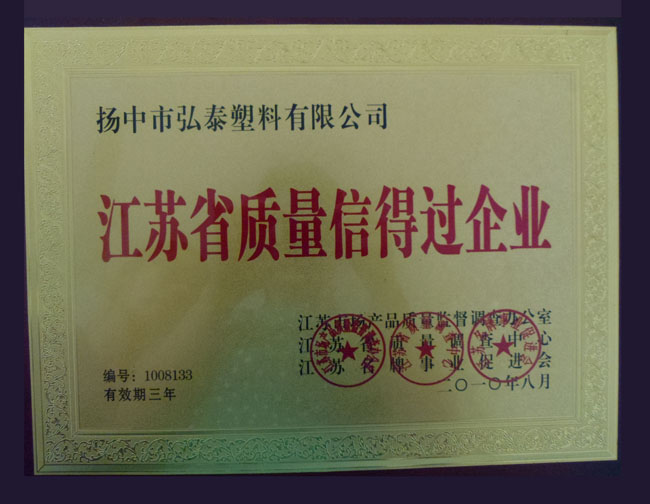 扬中市弘泰塑料有限公司
江苏省质量信得过企业
江苏市场产品质量监督调查办公室
江苏省质量调查中心
江苏省名牌事业促进会
编号：1008133
有效期三年
二〇一〇年八月